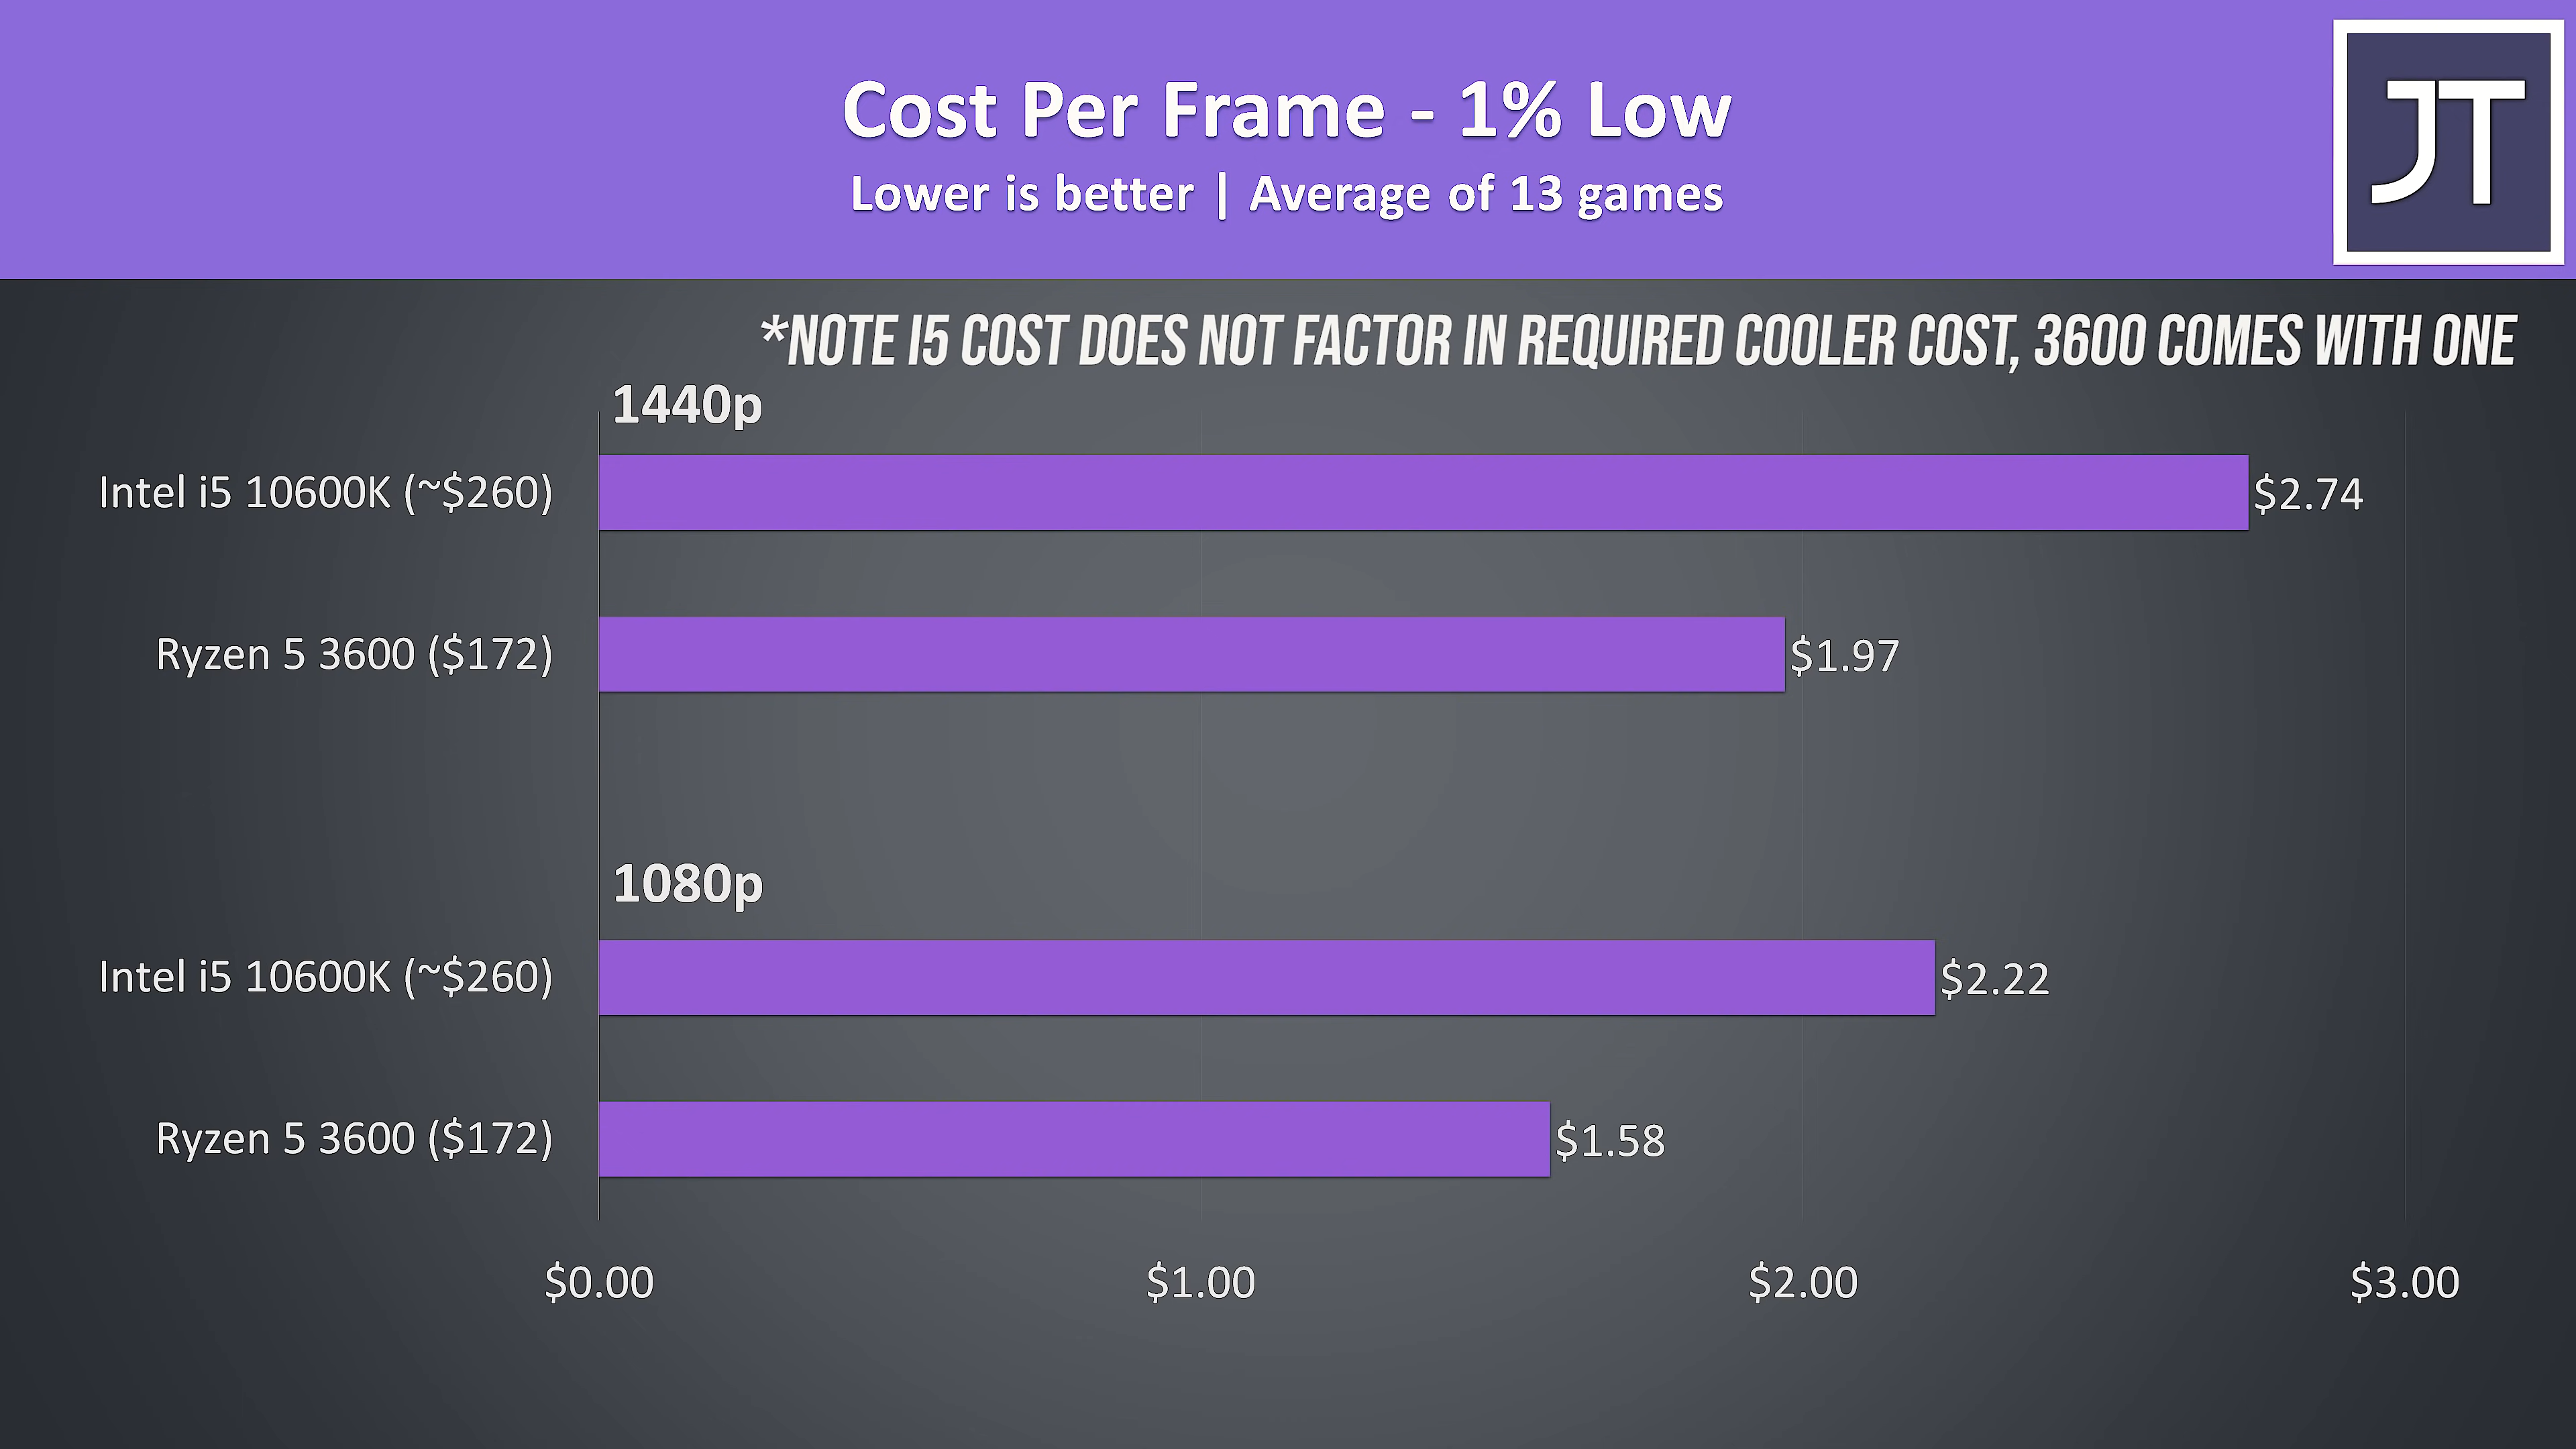 Cost Per Frame - 1% Low
Lower is better | Average of 13 games
JT
*NOTE I5 COST DOES NOT FACTOR IN REQUIRED COOLER COST, 3600 COMES WITH ONE
1440p
Intel i5 10600K (~$260)
$2.74
Ryzen 5 3600 ($172)
$1.97
1080p
Intel i5 10600K (~$260)
$2.22
Ryzen 5 3600 ($172)
$1.58
$0.00 $1.00 $2.00 $3.00